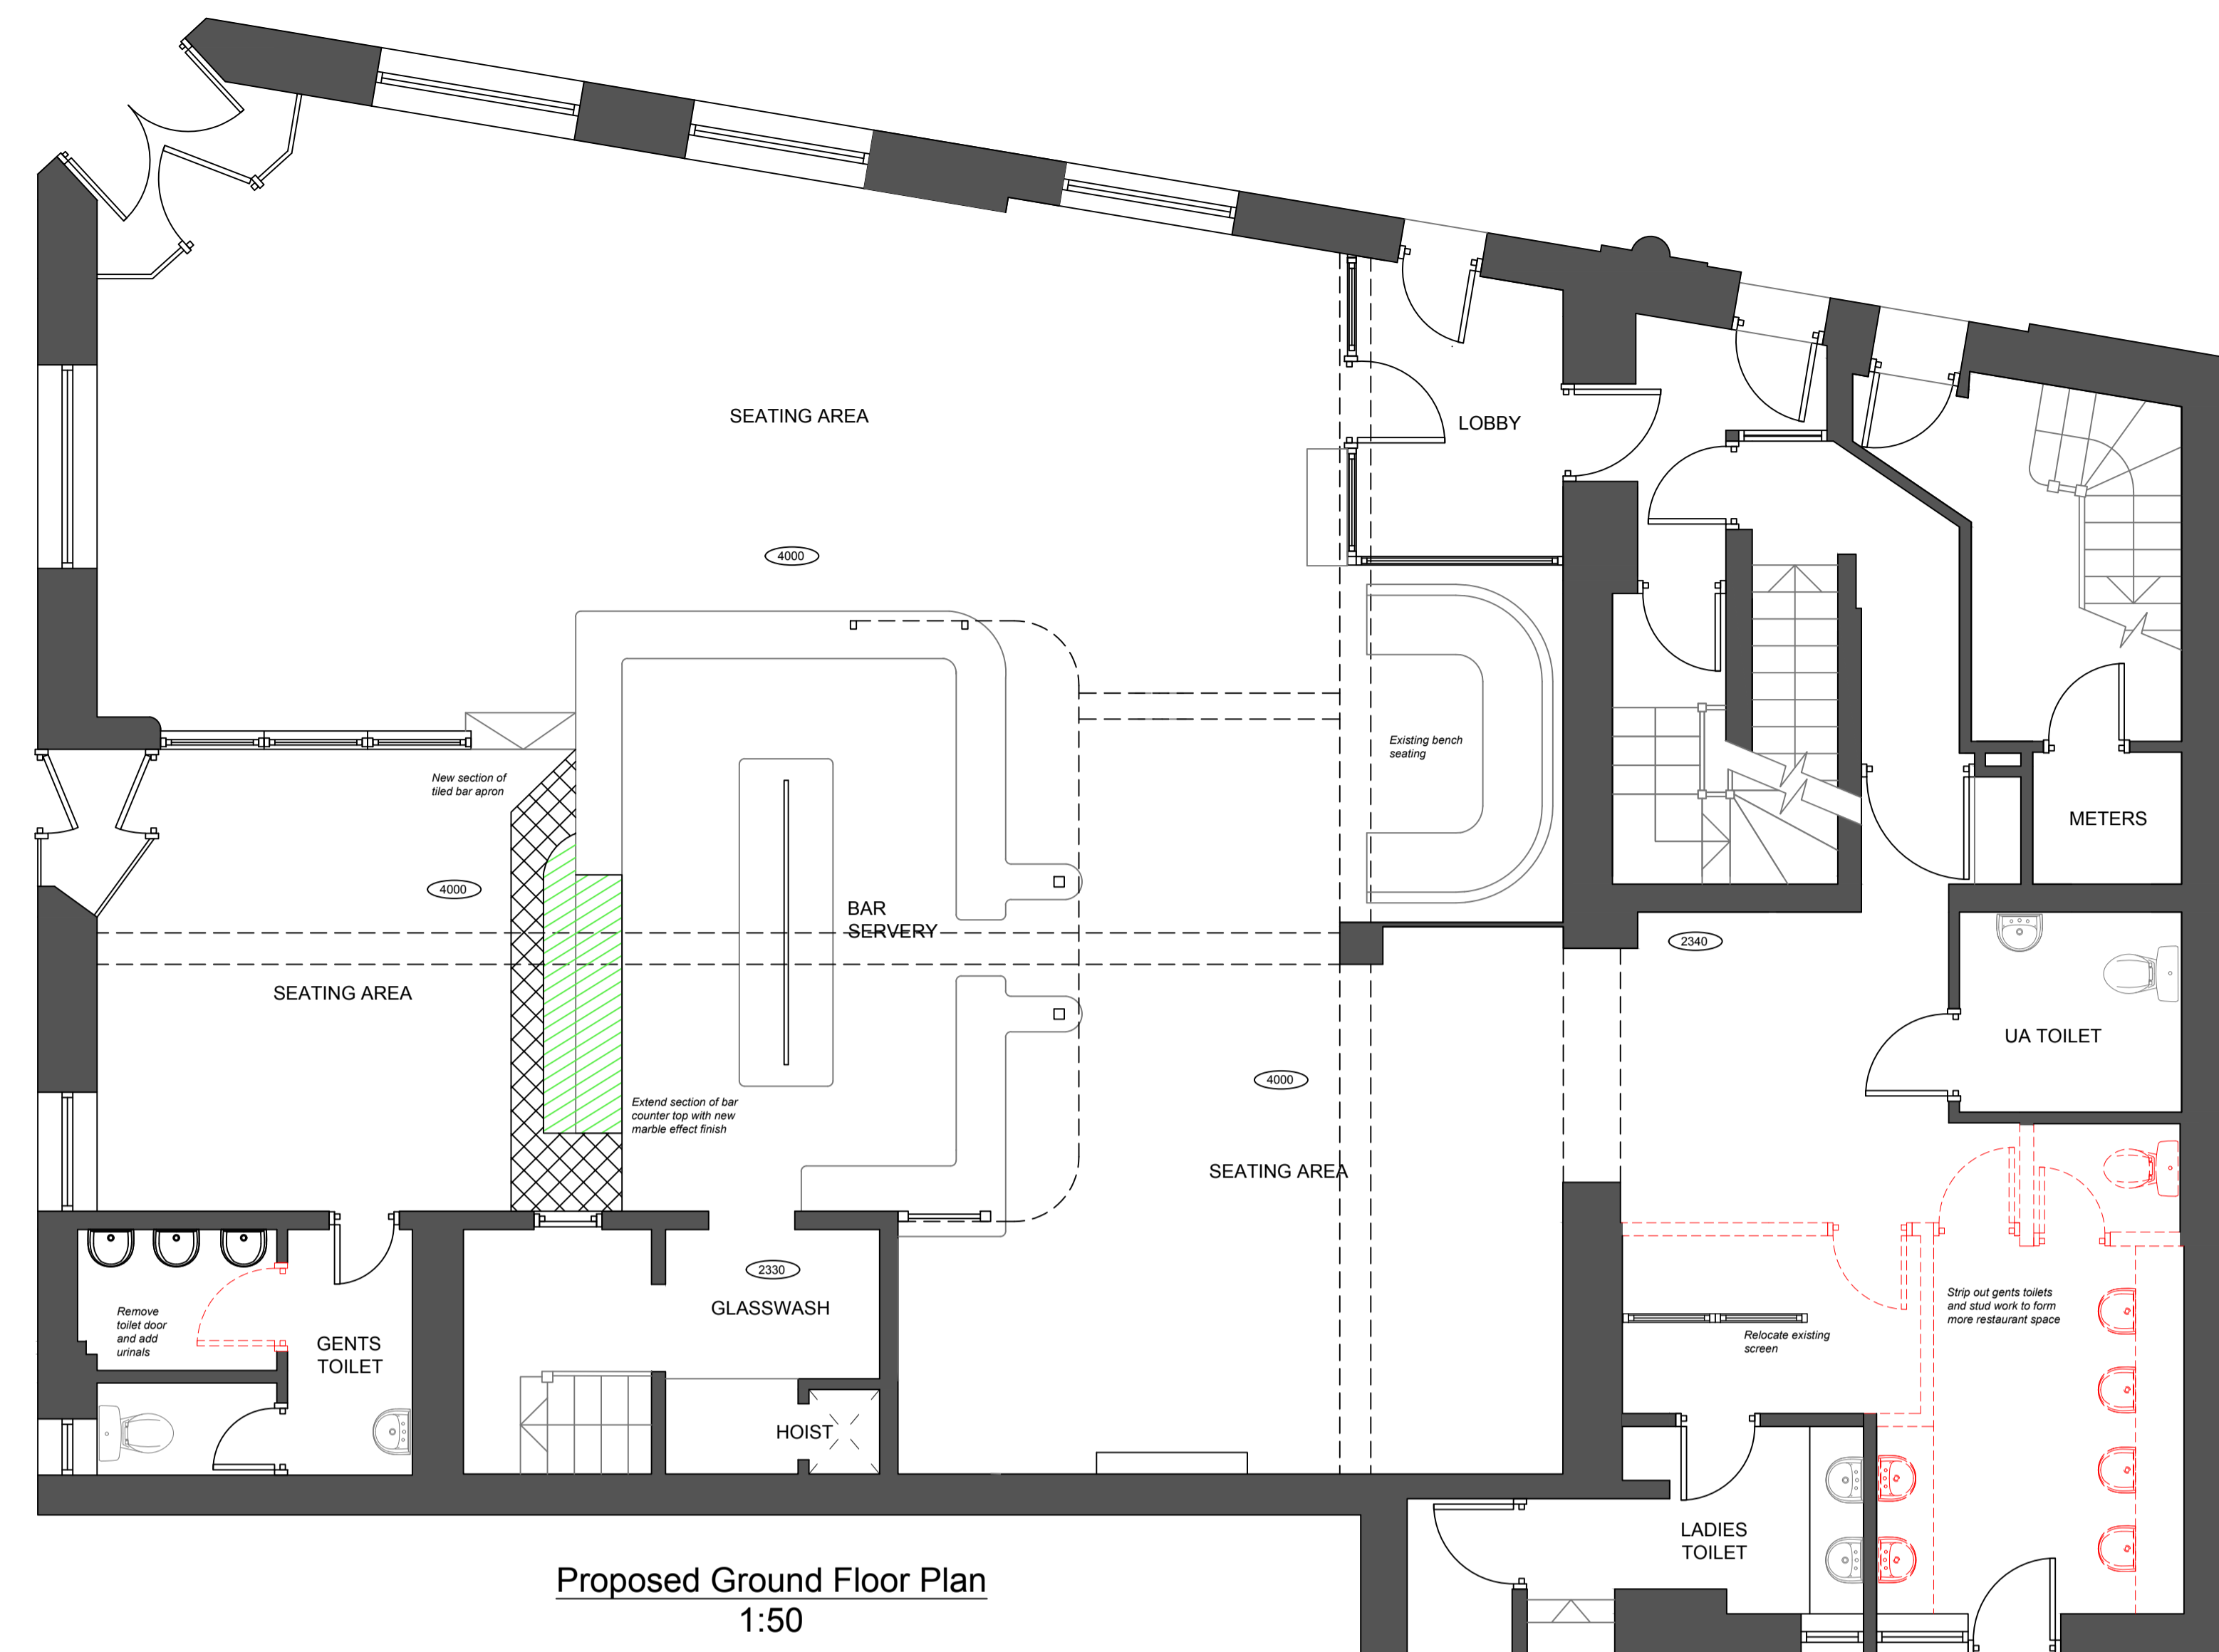 SEATING AREA
LOBBY
4000
Existing bench
seating
New section of
tiled bar apron
METERS
4000
BAR
SERVERY
2340
SEATING AREA
UA TOILET
4000
Extend section of bar
counter top with new
marble effect finish
SEATING AREA
2330
GLASSWASH
Remove
toilet door
and add
urinals
GENTS
TOILET
Strip out gents toilets
and stud work to form
more restaurant space
Relocate existing
screen
HOIST
LADIES
TOILET
Proposed Ground Floor Plan
1:50